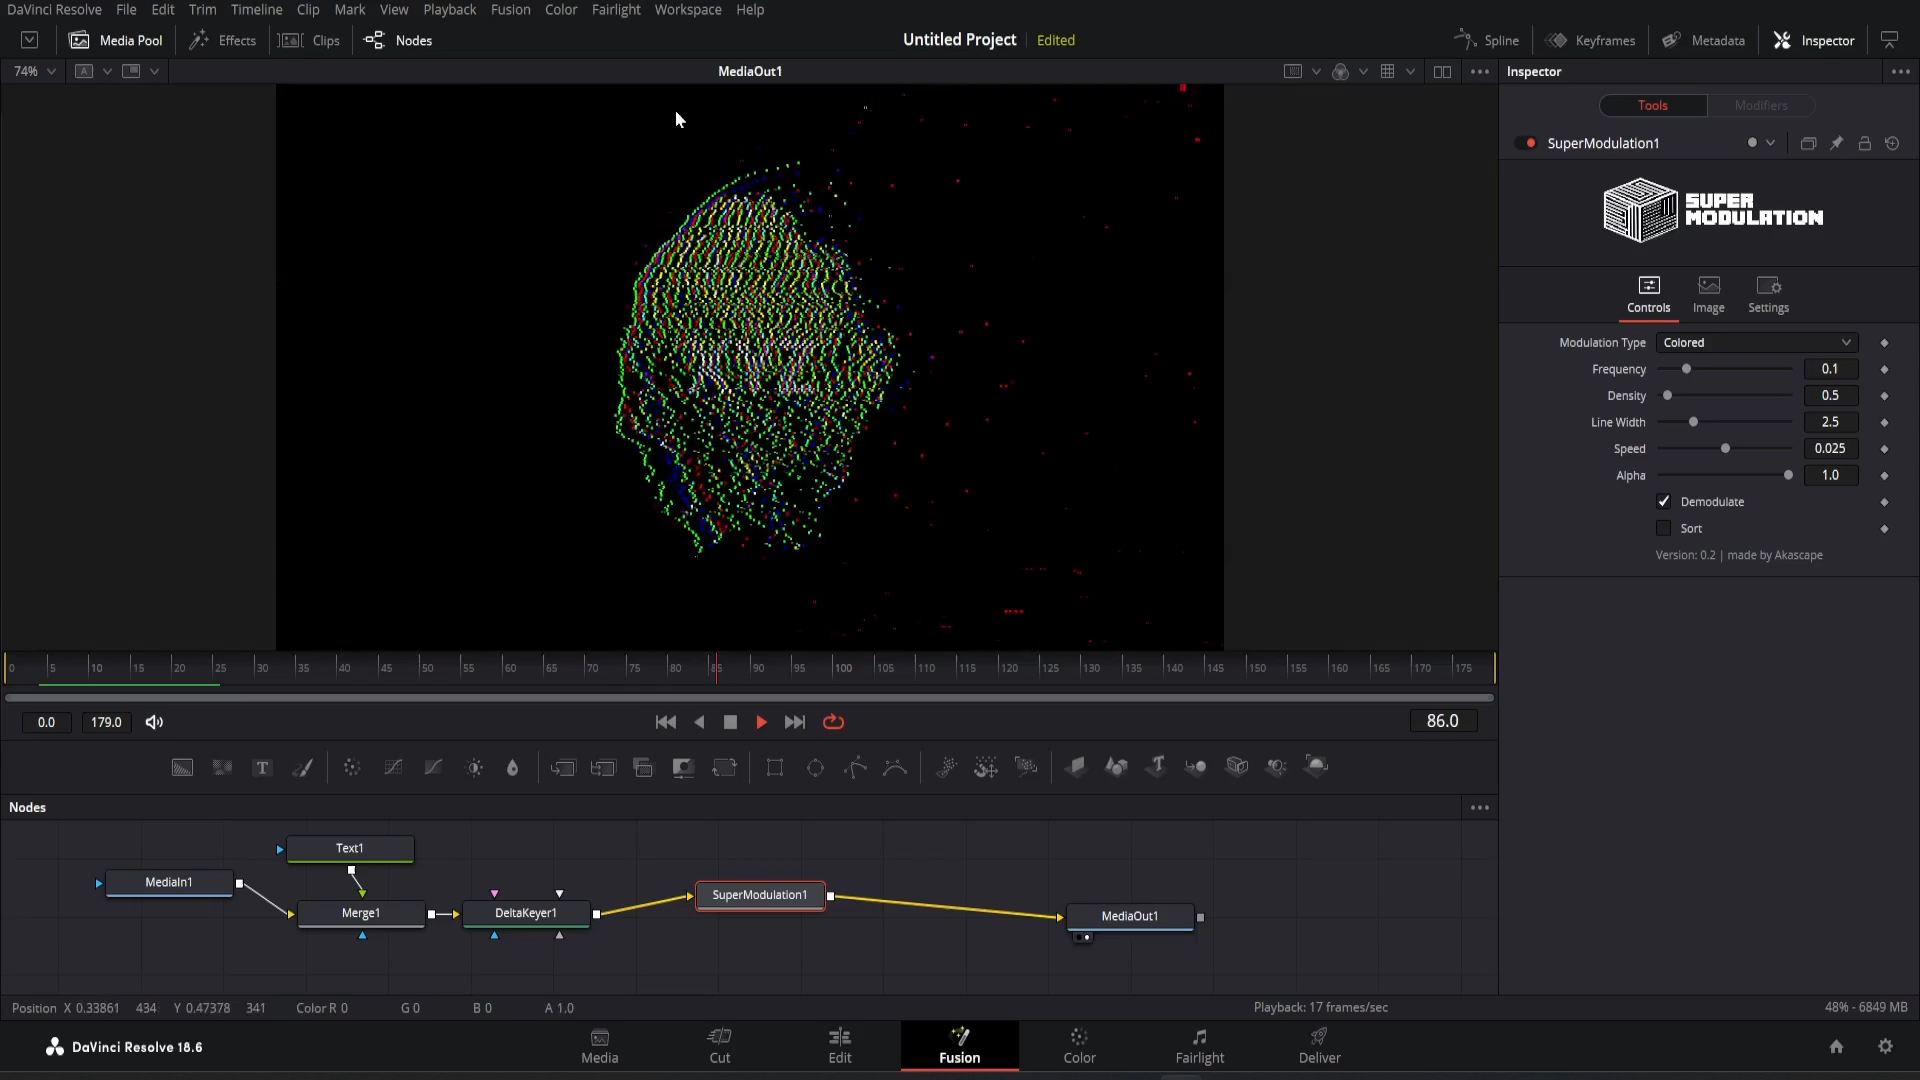 DaVinci Resolve File Edit Trim Timeline Clip Mark View Playback Fusion Color Fairlight Workspace Help
Media Pool Effects Clips Nodes Untitled Project Edited Spline Keyframes Metadata Inspector
74% A MediaOut1 Inspector
Tools Modifiers
SuperModulation1
SUPER
MODULATION
Controls Image Settings
Modulation Type Colored
Frequency 0.1
Density 0.5
Line Width 2.5
Speed 0.025
Alpha 1.0
Demodulate
Sort
Version: 0.2 | made by Akascape
0 5 10 15 20 25 30 35 40 45 50 55 60 65 70 75 80 85 90 95 100 105 110 115 120 125 130 135 140 145 150 155 160 165 170 175
0.0 179.0 86.0
T T
Nodes
Text1
MediaIn1
SuperModulation1
Merge1 DeltaKeyer1 MediaOut1
Position X 0.33861 434 Y 0.47378 341 Color R 0 G 0 B 0 A 1.0 Playback: 17 frames/sec 48% - 6849 MB
DaVinci Resolve 18.6 Media Cut Edit Fusion Color Fairlight Deliver